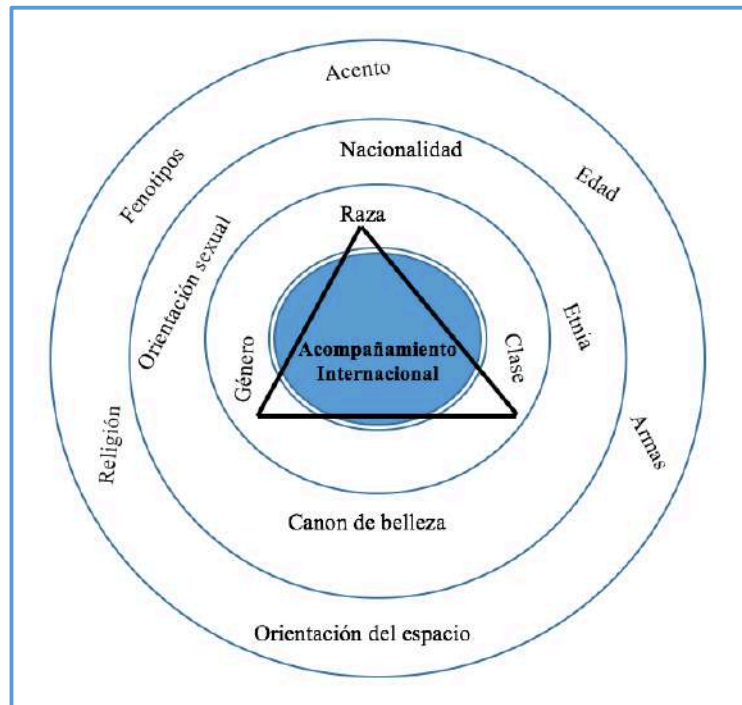 Acento
Fenotipos
Edad
Nacionalidad
Orientación sexual
Raza
Etnia
Género
Clase
Acompañamiento
Internacional
Religión
Armas
Canon de belleza
Orientación del espacio